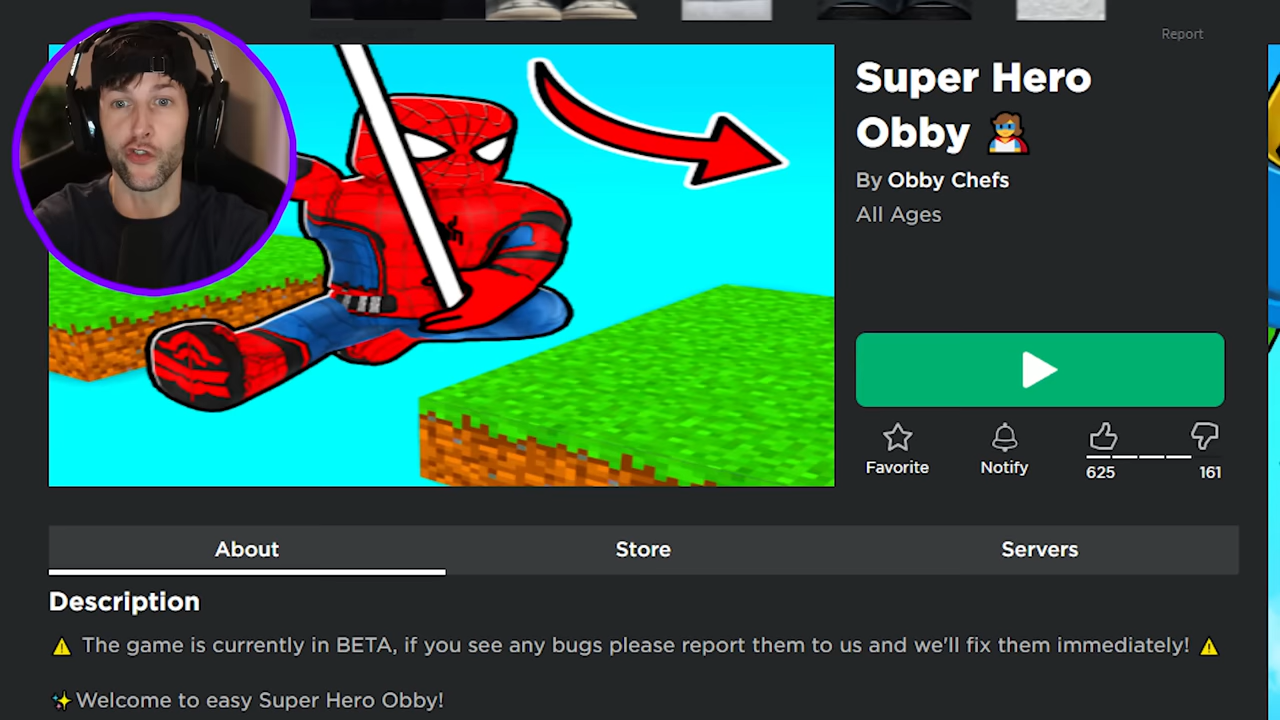 Report
Super Hero
Obby
By Obby Chefs
All Ages
Favorite
Notify
625
161
About
Store
Servers
Description
⚠️ The game is currently in BETA, if you see any bugs please report them to us and we'll fix them immediately! ⚠️
✨Welcome to easy Super Hero Obby!